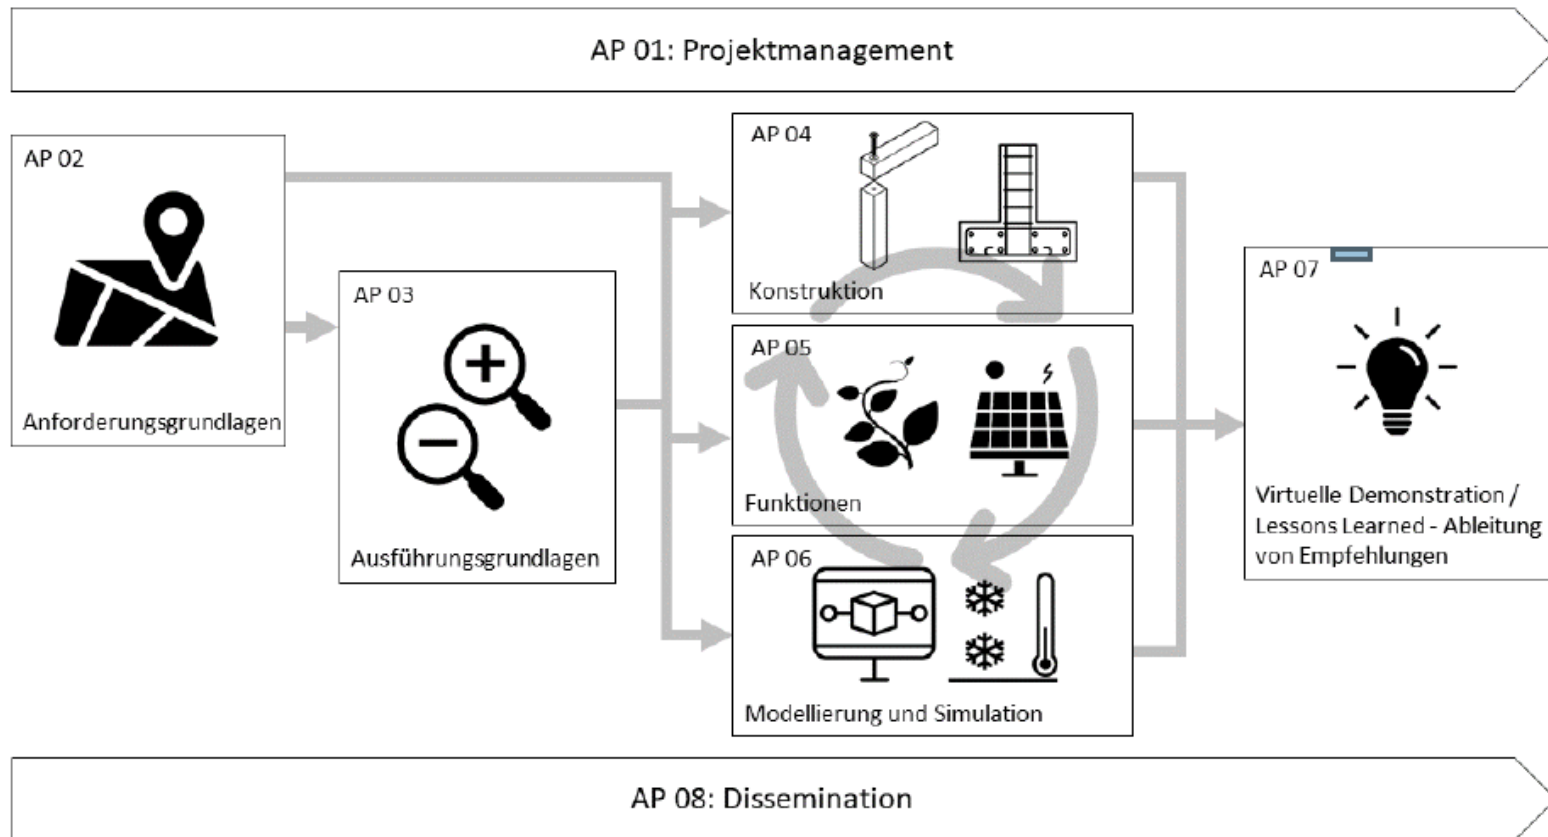 AP 01: Projektmanagement
AP 02
Anforderungsgrundlagen
AP 03
Ausführungsgrundlagen
AP 04
Konstruktion
AP 05
Funktionen
AP 06
Modellierung und Simulation
AP 07
Virtuelle Demonstration /
Lessons Learned - Ableitung
von Empfehlungen
AP 08: Dissemination